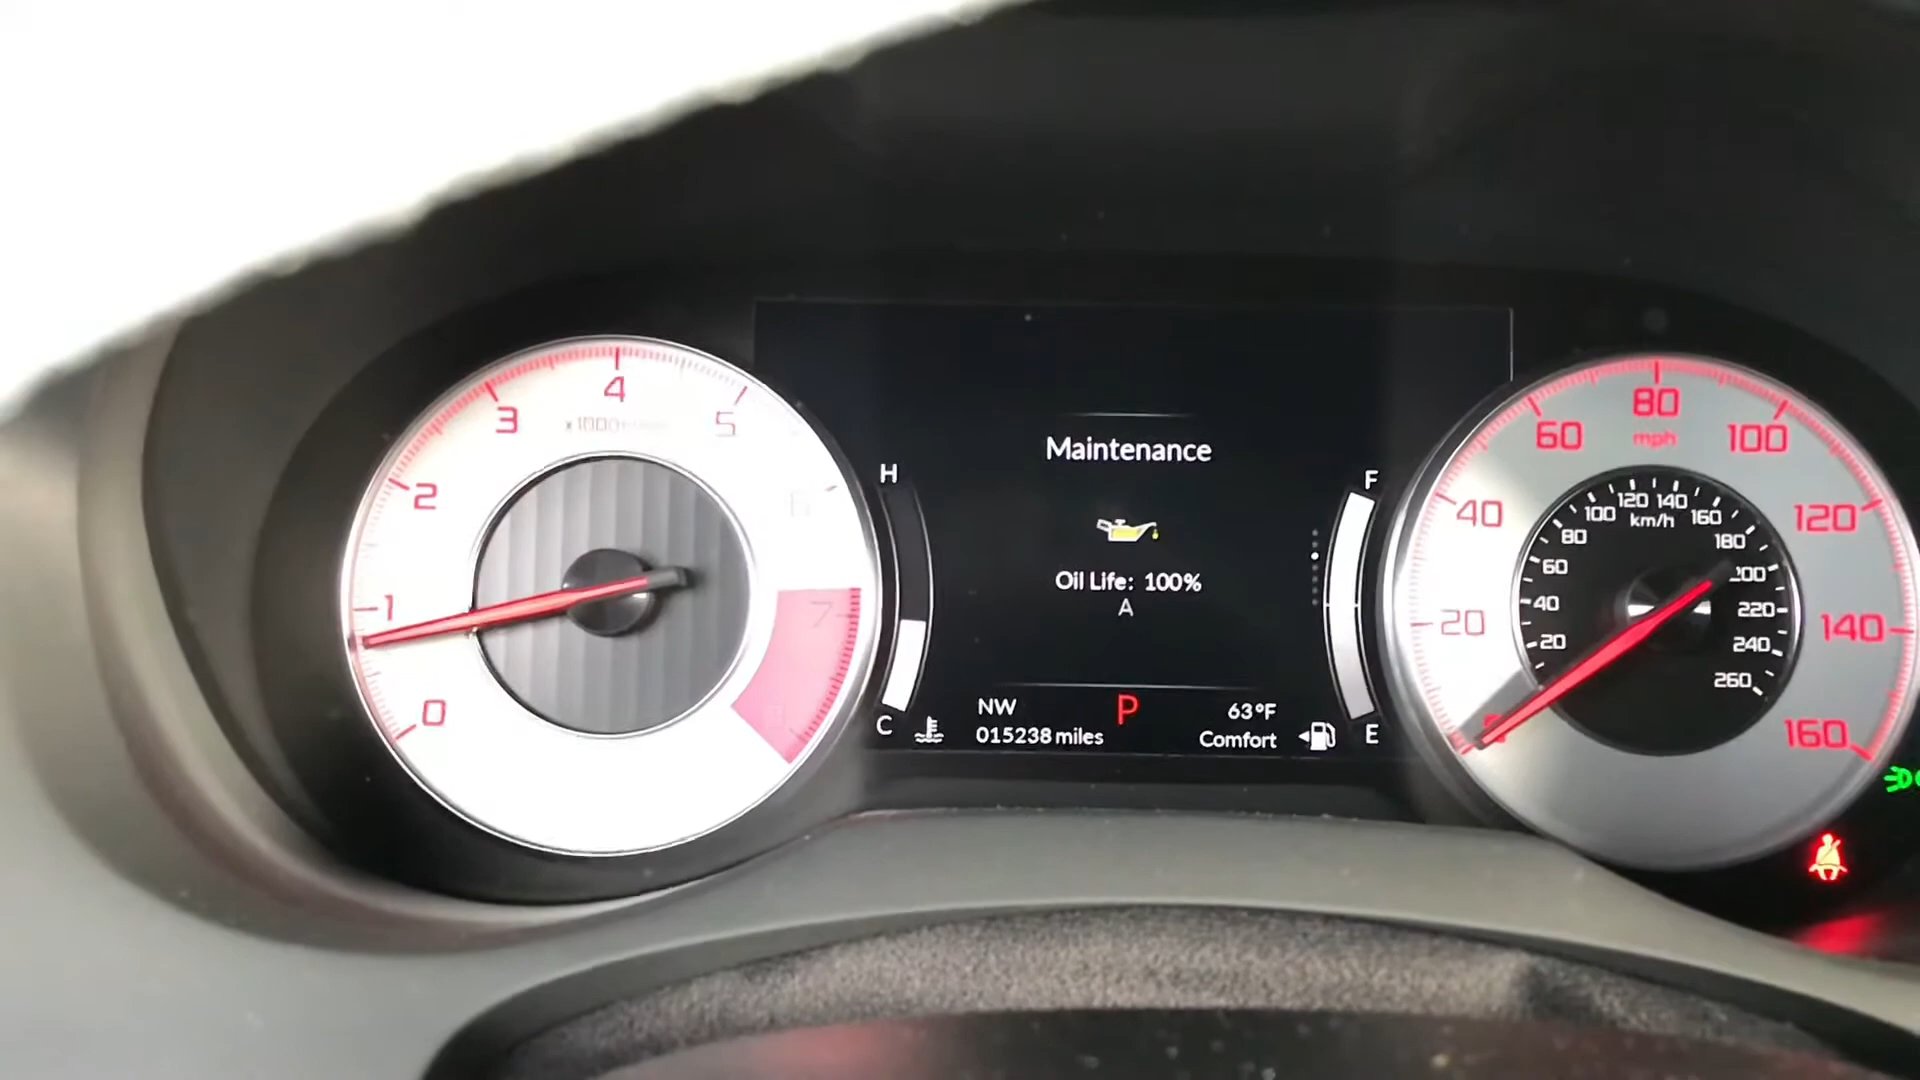 4
3
5
x1000
2
6
1
7
0
H
C
Maintenance
Oil Life: 100%
A
NW
P
63°F
015238 miles
Comfort
F
E
80
mph
60
100
40
120
20
140
160
120
140
100
km/h
160
80
180
60
200
40
220
20
240
260